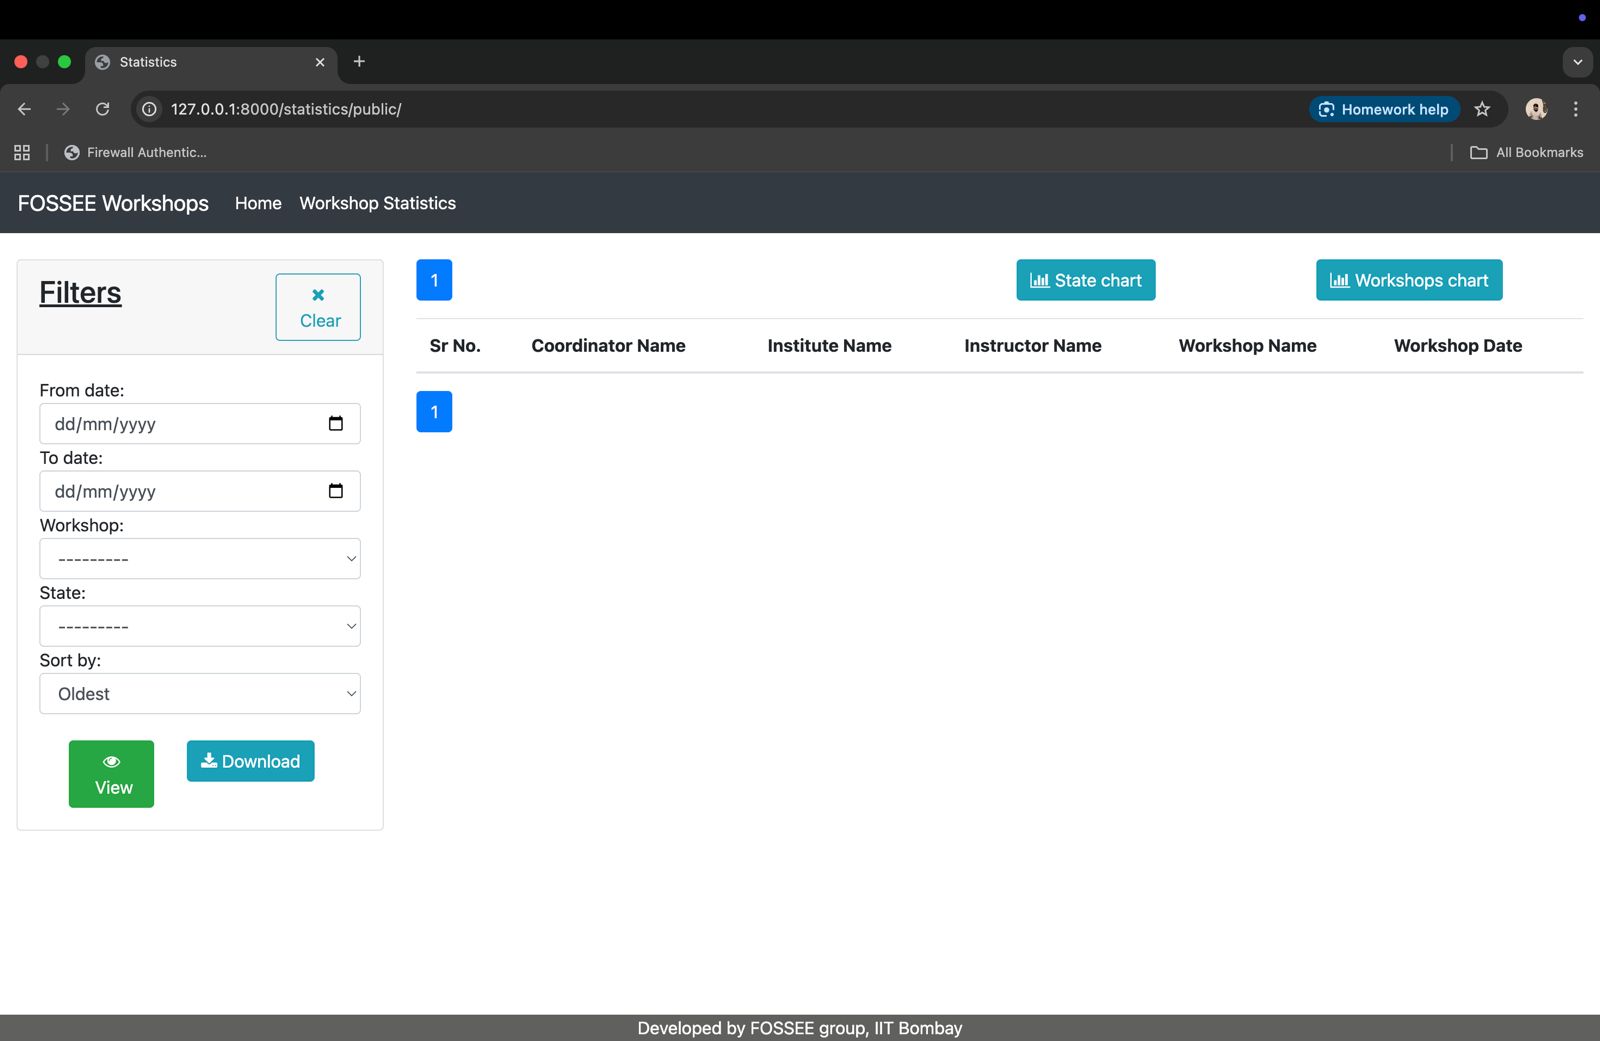 Statistics
127.0.0.1:8000/statistics/public/
Homework help
Firewall Authentic...
All Bookmarks
FOSSEE Workshops Home Workshop Statistics
Filters
Clear
From date:
dd/mm/yyyy
To date:
dd/mm/yyyy
Workshop:
---------
State:
---------
Sort by:
Oldest
View
Download
1
State chart
Workshops chart
Sr No. Coordinator Name Institute Name Instructor Name Workshop Name Workshop Date
1
Developed by FOSSEE group, IIT Bombay